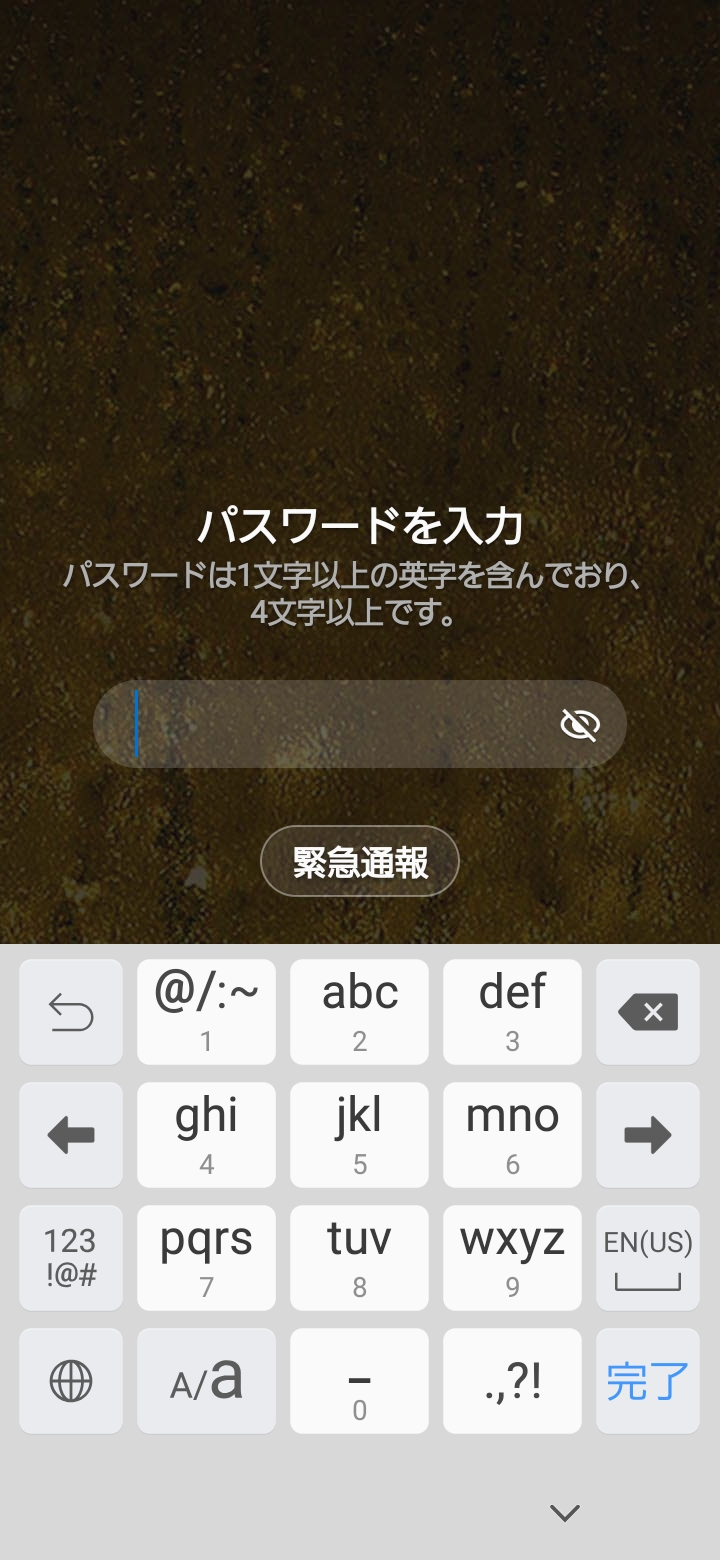 パスワードを入力
パスワードは1文字以上の英字を含んでおり、
4文字以上です。
緊急通報
@/:~
1
abc
2
def
3
ghi
4
jkl
5
mno
6
123
!@#
pqrs
7
tuv
8
wxyz
9
EN(US)
A/a
–
0
.,?!
完了